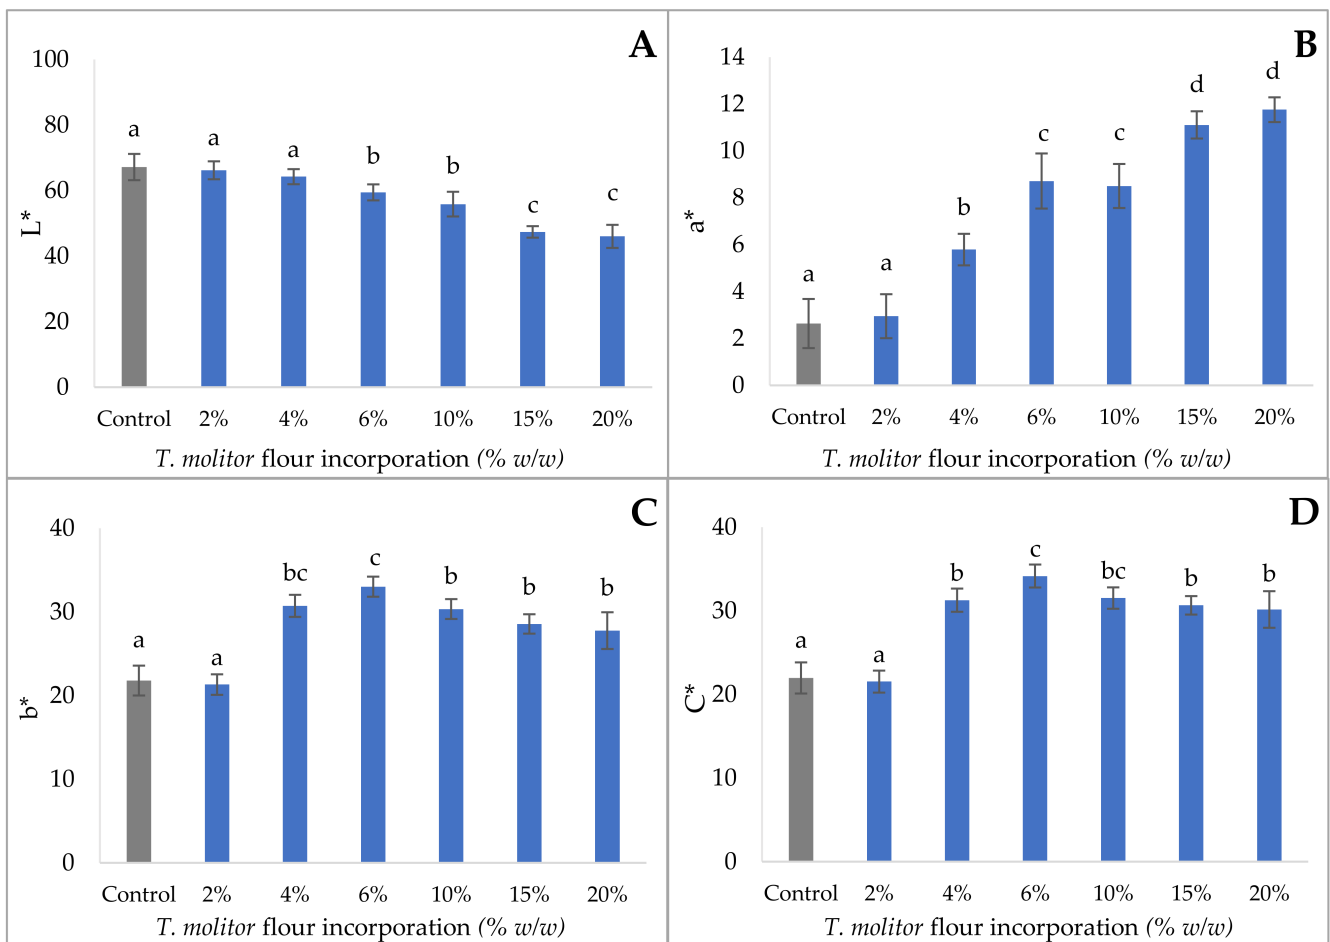 A
100
80
60
40
20
0
L*
a a a b b c c
Control 2% 4% 6% 10% 15% 20%
T. molitor flour incorporation (% w/w)
B
14
12
10
8
6
4
2
0
a*
a a b c c d d
Control 2% 4% 6% 10% 15% 20%
T. molitor flour incorporation (% w/w)
C
40
30
20
10
0
b*
a a bc c b b b
Control 2% 4% 6% 10% 15% 20%
T. molitor flour incorporation (% w/w)
D
40
30
20
10
0
C*
a a b c bc b b
Control 2% 4% 6% 10% 15% 20%
T. molitor flour incorporation (% w/w)